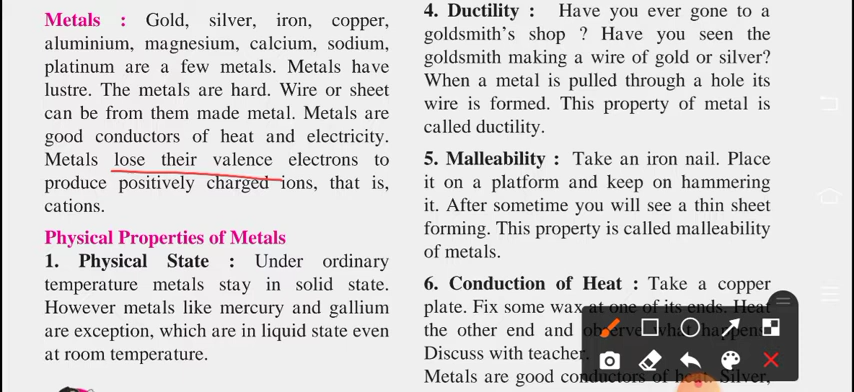 Metals : Gold, silver, iron, copper,
aluminium, magnesium, calcium, sodium,
platinum are a few metals. Metals have
lustre. The metals are hard. Wire or sheet
can be from them made metal. Metals are
good conductors of heat and electricity.
Metals lose their valence electrons to
produce positively charged ions, that is,
cations.
Physical Properties of Metals
1. Physical State : Under ordinary
temperature metals stay in solid state.
However metals like mercury and gallium
are exception, which are in liquid state even
at room temperature.
4. Ductility : Have you ever gone to a
goldsmith's shop ? Have you seen the
goldsmith making a wire of gold or silver?
When a metal is pulled through a hole its
wire is formed. This property of metal is
called ductility.
5. Malleability : Take an iron nail. Place
it on a platform and keep on hammering
it. After sometime you will see a thin sheet
forming. This property is called malleability
of metals.
6. Conduction of Heat : Take a copper
plate. Fix some wax at one of its ends. Heat
the other end and observe what happens.
Discuss with teacher.
Metals are good conductors of heat. Silver,